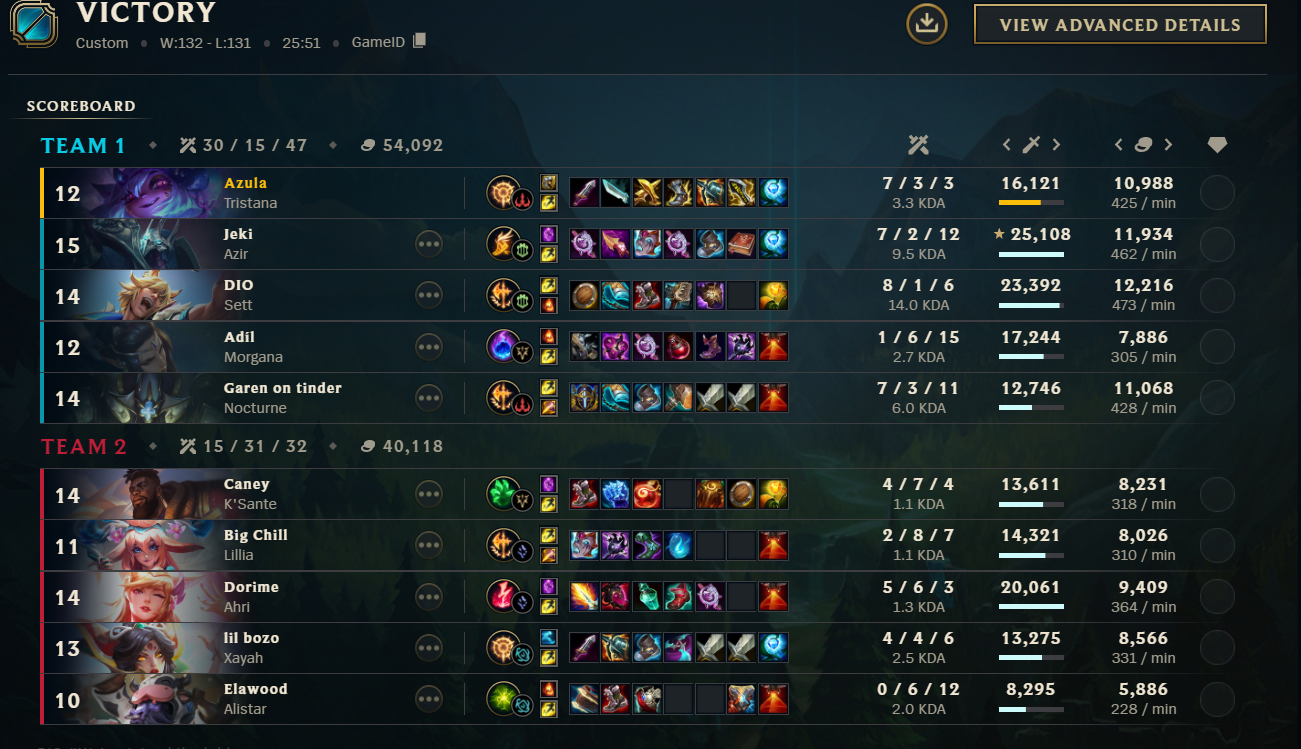 VICTORY
Custom • W:132 - L:131 • 25:51 • GameID
VIEW ADVANCED DETAILS
SCOREBOARD
TEAM 1 30 / 15 / 47 54,092
12 Azula 7 / 3 / 3 16,121 10,988
Tristana 3.3 KDA 425 / min
15 Jeki 7 / 2 / 12 25,108 11,934
Azir 9.5 KDA 462 / min
14 DIO 8 / 1 / 6 23,392 12,216
Sett 14.0 KDA 473 / min
12 Adil 1 / 6 / 15 17,244 7,886
Morgana 2.7 KDA 305 / min
14 Garen on tinder 7 / 3 / 11 12,746 11,068
Nocturne 6.0 KDA 428 / min
TEAM 2 15 / 31 / 32 40,118
14 Caney 4 / 7 / 4 13,611 8,231
K'Sante 1.1 KDA 318 / min
11 Big Chill 2 / 8 / 7 14,321 8,026
Lillia 1.1 KDA 310 / min
14 Dorime 5 / 6 / 3 20,061 9,409
Ahri 1.3 KDA 364 / min
13 lil bozo 4 / 4 / 6 13,275 8,566
Xayah 2.5 KDA 331 / min
10 Elawood 0 / 6 / 12 8,295 5,886
Alistar 2.0 KDA 228 / min